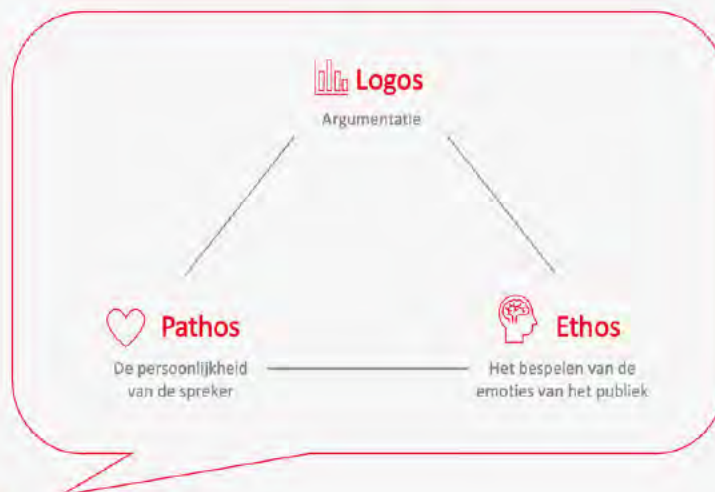 Logos
Argumentatie
Pathos
De persoonlijkheid
van de spreker
Ethos
Het bespelen van de
emoties van het publiek